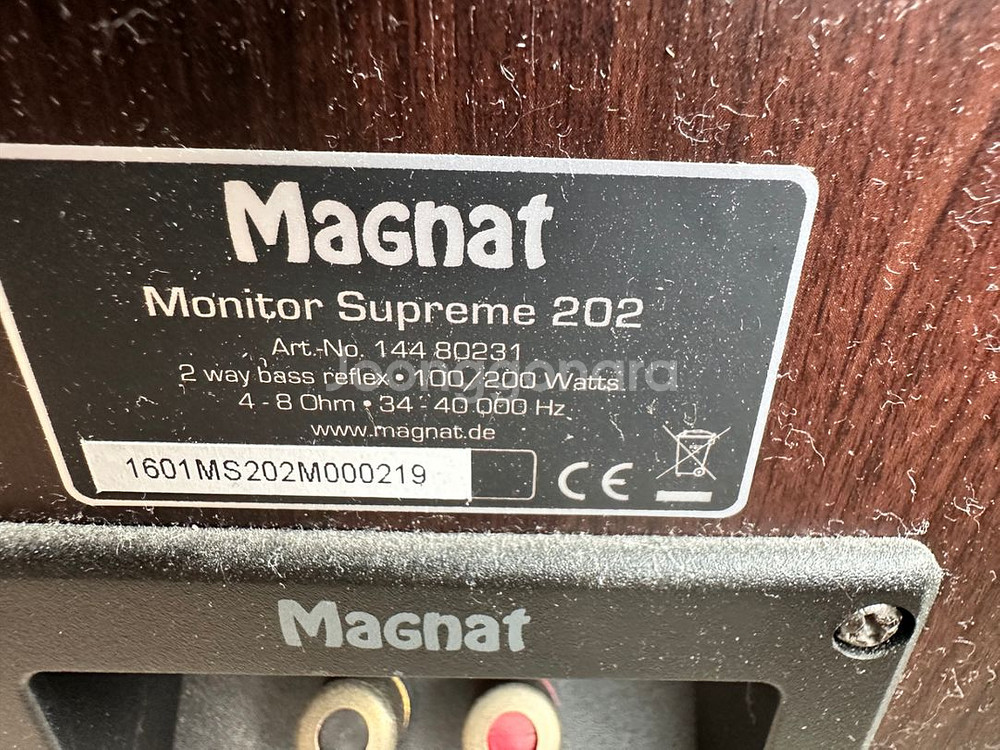 Magnat
Monitor Supreme 202
Art.-No. 144 80231
2 way bass reflex • 100/200 Watts
4 - 8 Ohm • 34 - 40 000 Hz
www.magnat.de
1601MS202M000219
CE
Magnat
Joonggonara